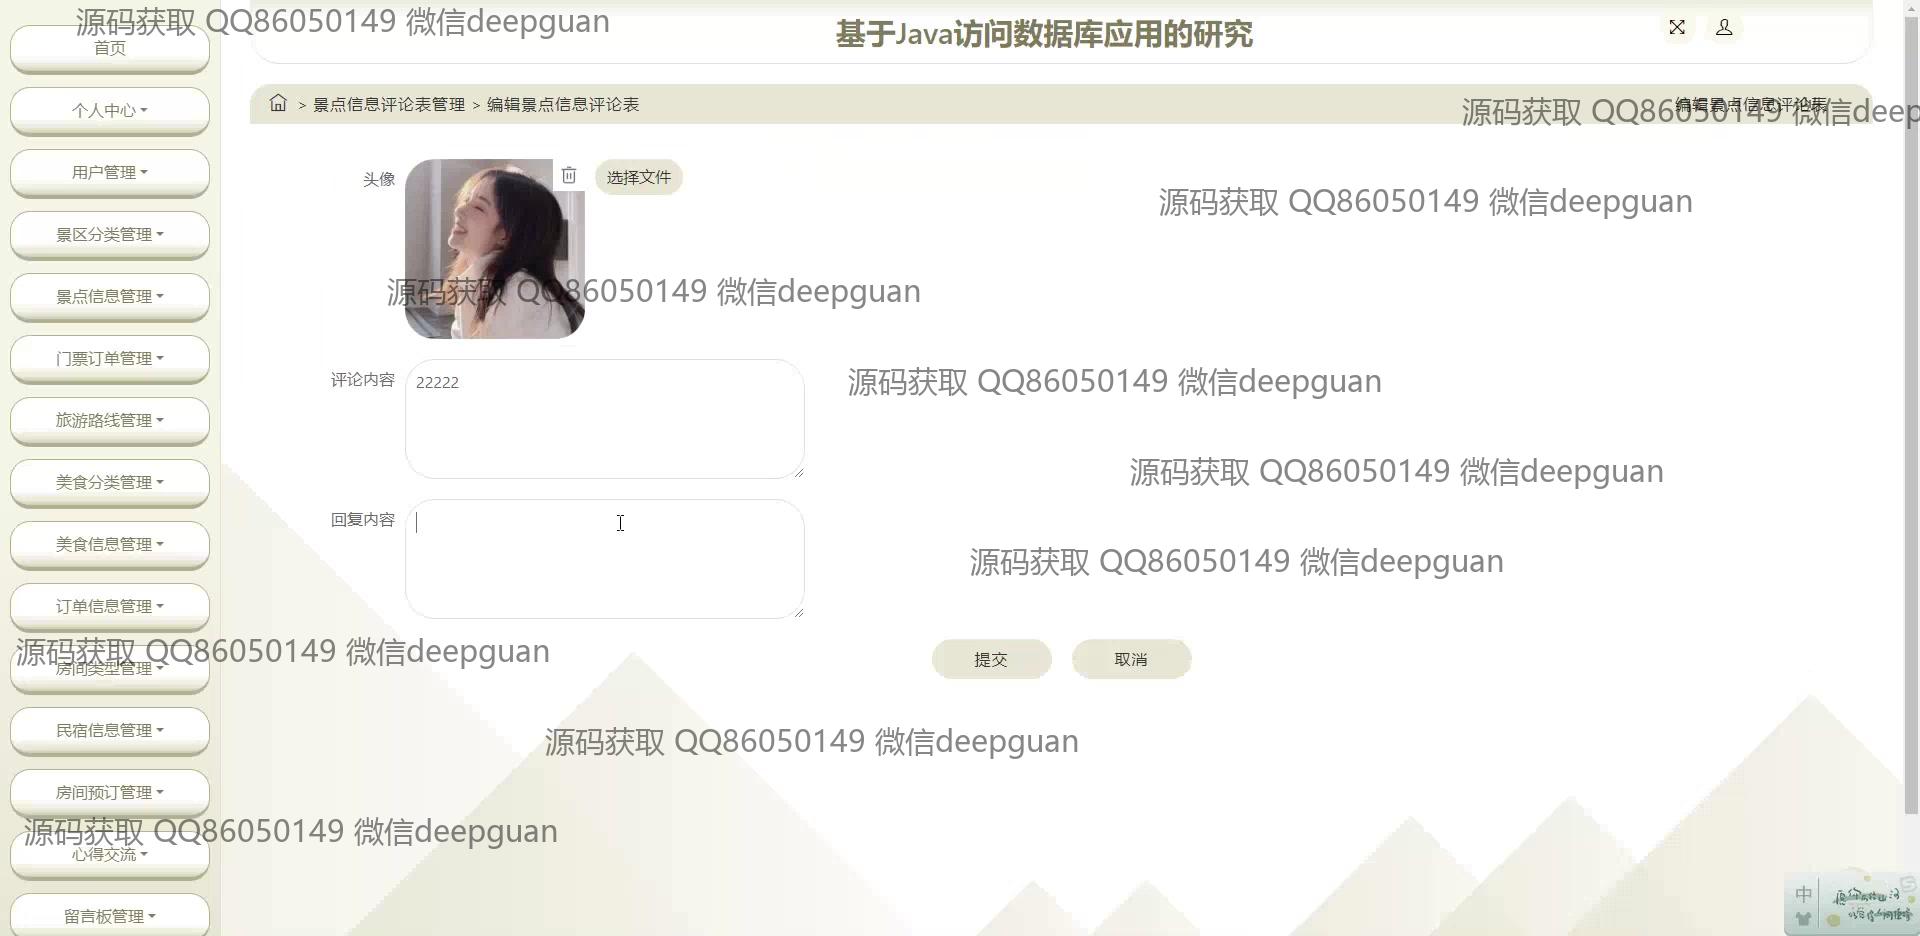 源码获取 QQ86050149 微信deepguan
首页
基于Java访问数据库应用的研究
个人中心
> 景点信息评论表管理 > 编辑景点信息评论表
编辑景点信息评论表
源码获取 QQ86050149 微信deep
用户管理
头像
选择文件
源码获取 QQ86050149 微信deepguan
景区分类管理
景点信息管理
源码获取 QQ86050149 微信deepguan
门票订单管理
评论内容
22222
源码获取 QQ86050149 微信deepguan
旅游路线管理
源码获取 QQ86050149 微信deepguan
美食分类管理
回复内容
美食信息管理
源码获取 QQ86050149 微信deepguan
订单信息管理
源码获取 QQ86050149 微信deepguan
房间类型管理
提交
取消
民宿信息管理
源码获取 QQ86050149 微信deepguan
房间预订管理
源码获取 QQ86050149 微信deepguan
心得交流
中
留言板管理